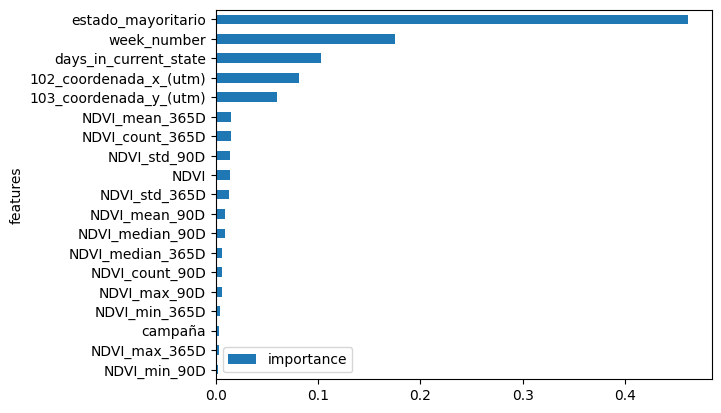 estado_mayoritario
week_number
days_in_current_state
102_coordenada_x_(utm)
103_coordenada_y_(utm)
NDVI_mean_365D
NDVI_count_365D
NDVI_std_90D
NDVI
NDVI_std_365D
NDVI_mean_90D
NDVI_median_90D
NDVI_median_365D
NDVI_count_90D
NDVI_max_90D
NDVI_min_365D
campaña
NDVI_max_365D
NDVI_min_90D
features
importance
0.0 0.1 0.2 0.3 0.4